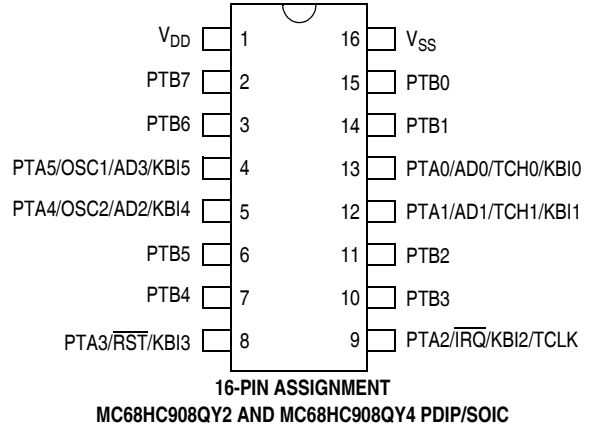 VDD 1 16 VSS
PTB7 2 15 PTB0
PTB6 3 14 PTB1
PTA5/OSC1/AD3/KBI5 4 13 PTA0/AD0/TCH0/KBI0
PTA4/OSC2/AD2/KBI4 5 12 PTA1/AD1/TCH1/KBI1
PTB5 6 11 PTB2
PTB4 7 10 PTB3
PTA3/R̅S̅T̅/KBI3 8 9 PTA2/I̅R̅Q̅/KBI2/TCLK
16-PIN ASSIGNMENT
MC68HC908QY2 AND MC68HC908QY4 PDIP/SOIC